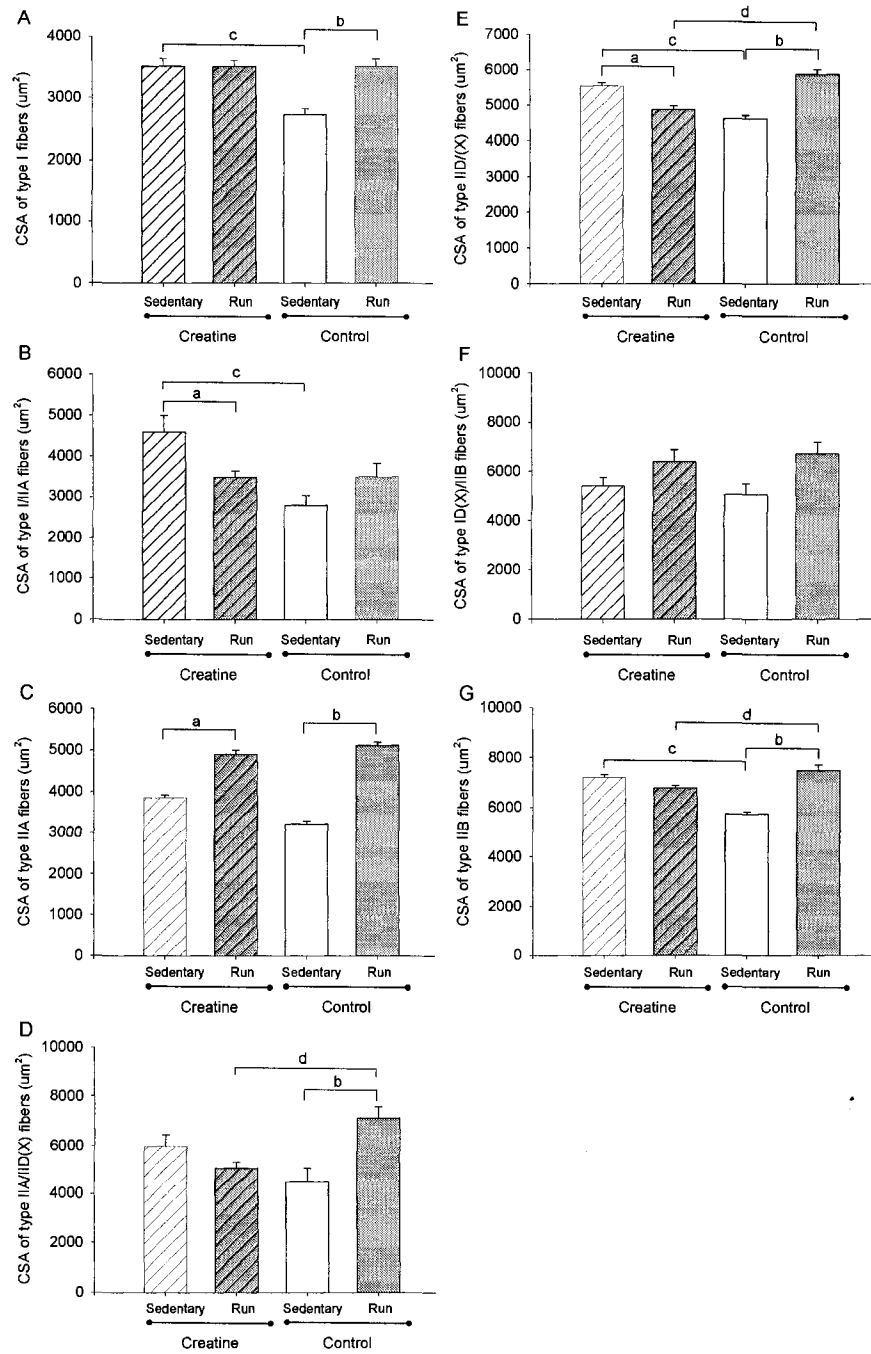 A
CSA of type I fibers (um²)
4000
3000
2000
1000
0
c
b
Sedentary Run Sedentary Run
Creatine Control
B
CSA of type I/IIA fibers (um²)
6000
5000
4000
3000
2000
1000
0
c
a
Sedentary Run Sedentary Run
Creatine Control
C
CSA of type IIA fibers (um²)
6000
5000
4000
3000
2000
1000
0
a
b
Sedentary Run Sedentary Run
Creatine Control
D
CSA of type IIA/IID(X) fibers (um²)
10000
8000
6000
4000
2000
0
d
b
Sedentary Run Sedentary Run
Creatine Control
E
CSA of type IID/(X) fibers (um²)
7000
6000
5000
4000
3000
2000
1000
0
d
c
b
a
Sedentary Run Sedentary Run
Creatine Control
F
CSA of type ID(X)/IIB fibers (um²)
10000
8000
6000
4000
2000
0
Sedentary Run Sedentary Run
Creatine Control
G
CSA of type IIB fibers (um²)
10000
8000
6000
4000
2000
0
d
c
b
Sedentary Run Sedentary Run
Creatine Control